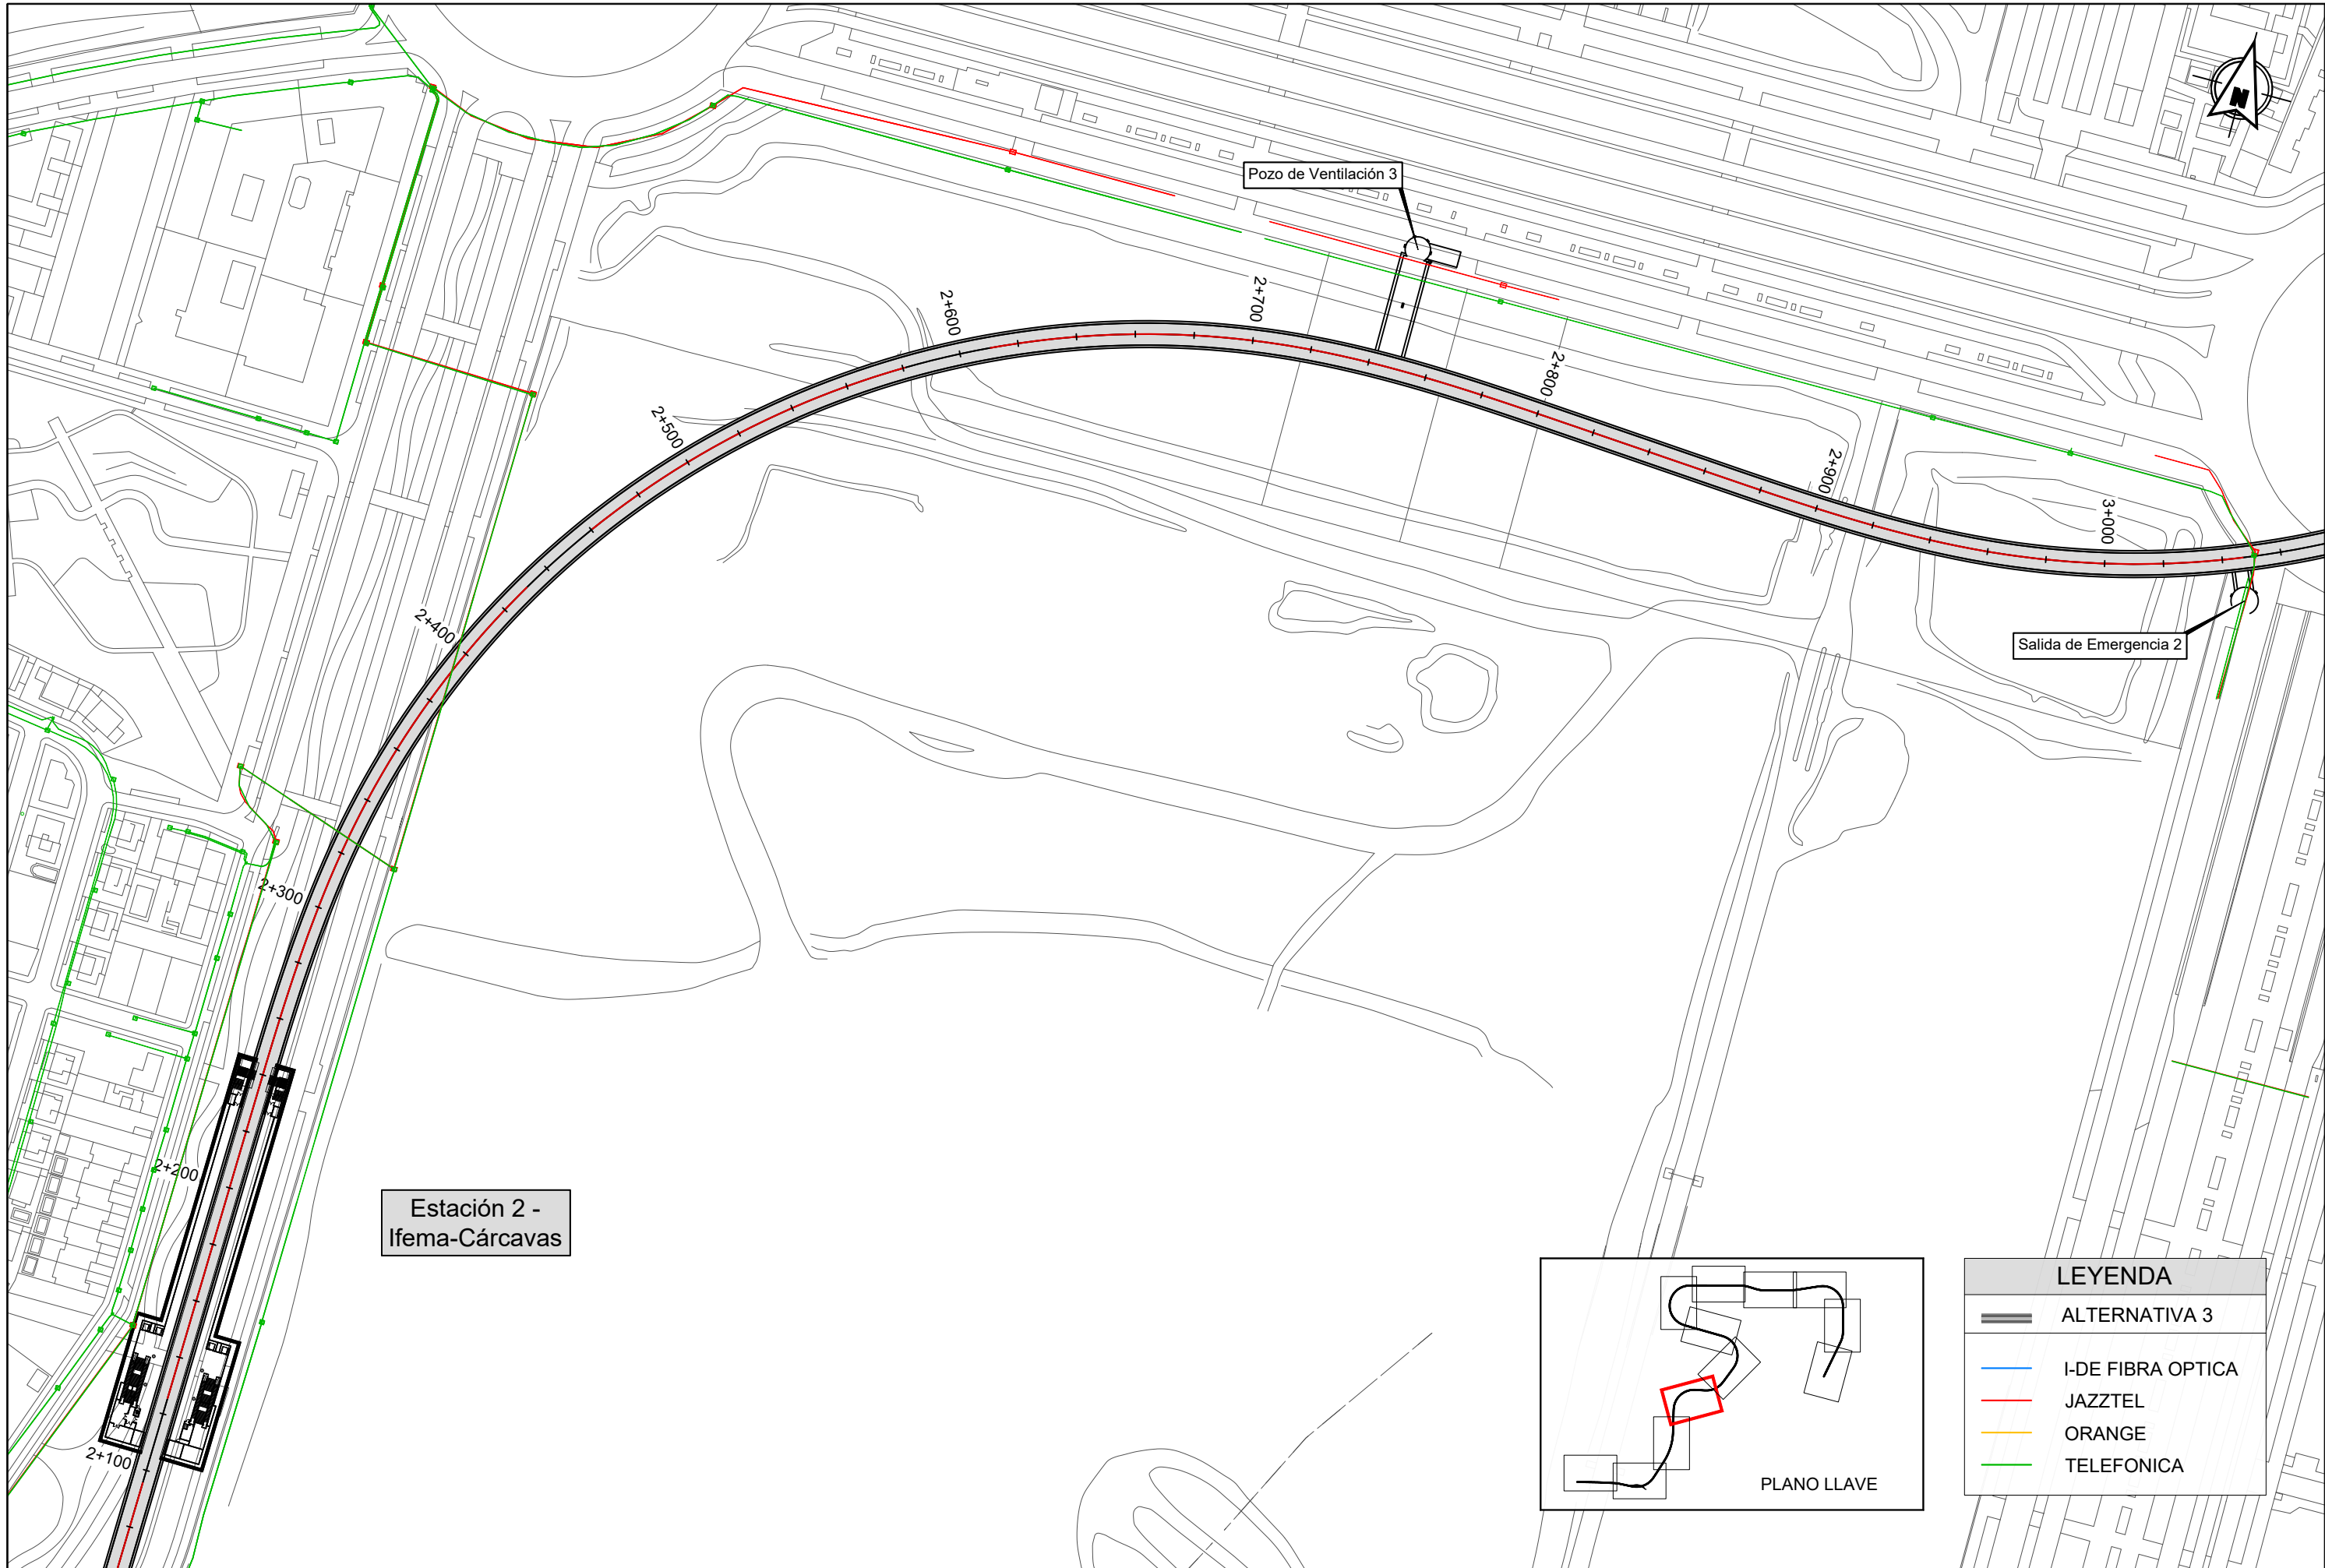 N
Pozo de Ventilación 3
2+600
2+700
2+800
2+500
2+900
3+000
2+400
Salida de Emergencia 2
2+300
2+200
Estación 2 -
Ifema-Cárcavas
2+100
PLANO LLAVE
LEYENDA
ALTERNATIVA 3
I-DE FIBRA OPTICA
JAZZTEL
ORANGE
TELEFONICA